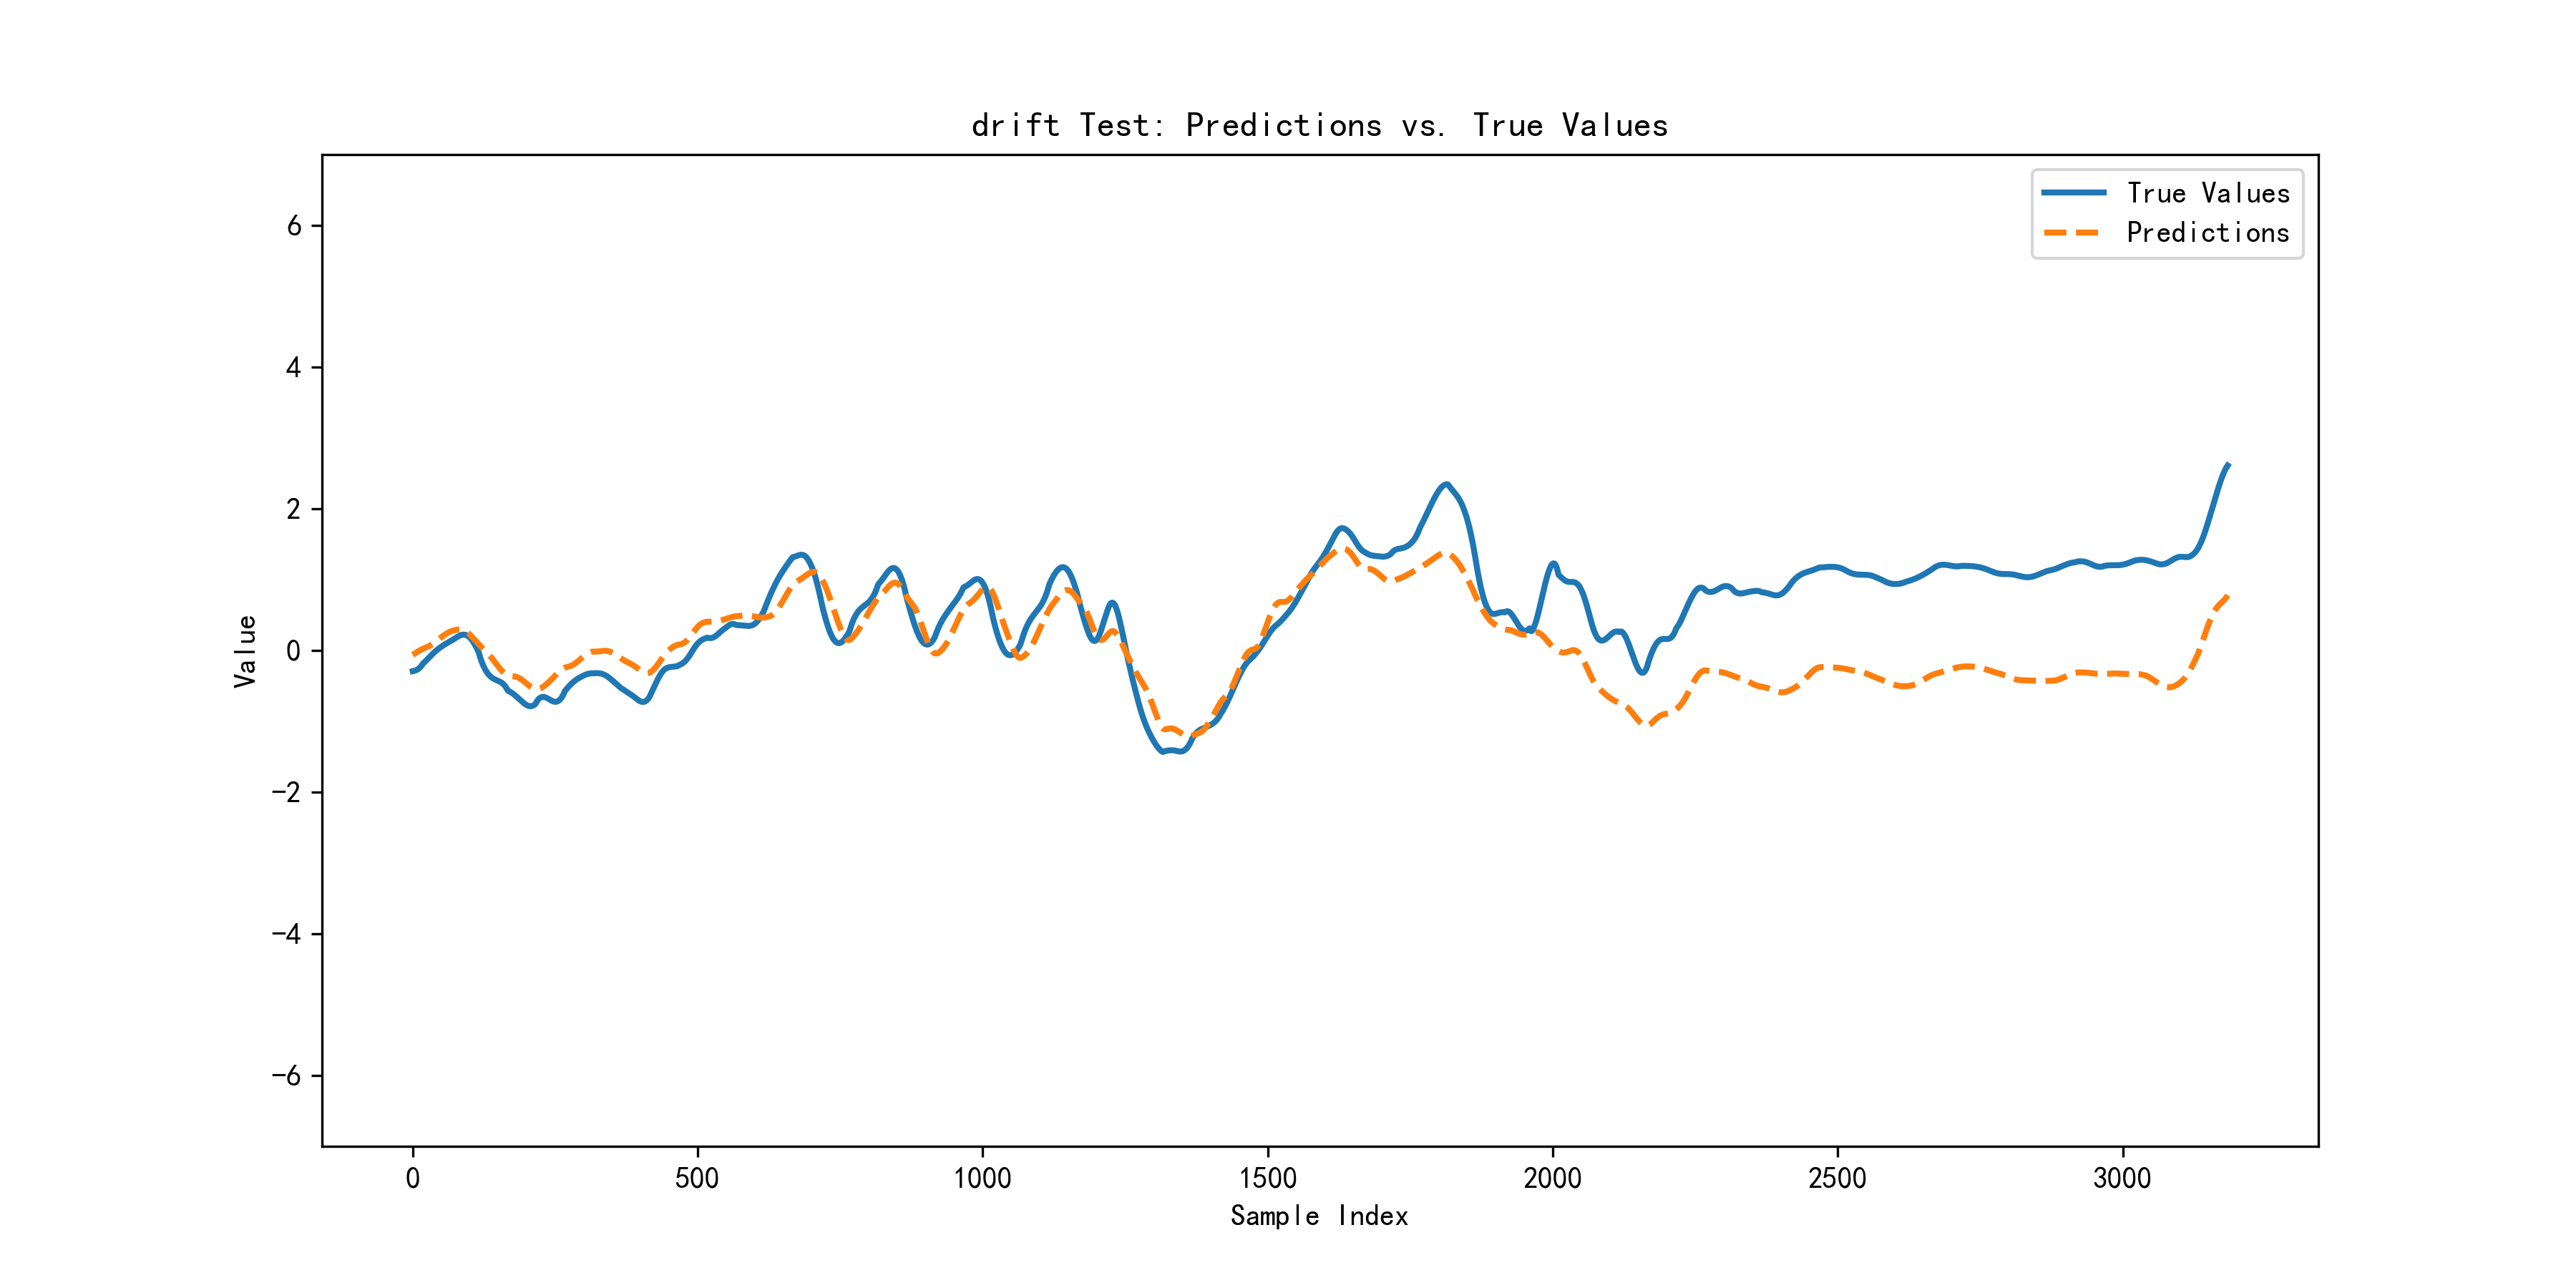 drift Test: Predictions vs. True Values
True Values
Predictions
6
4
2
0
−2
−4
−6
Value
0 500 1000 1500 2000 2500 3000
Sample Index